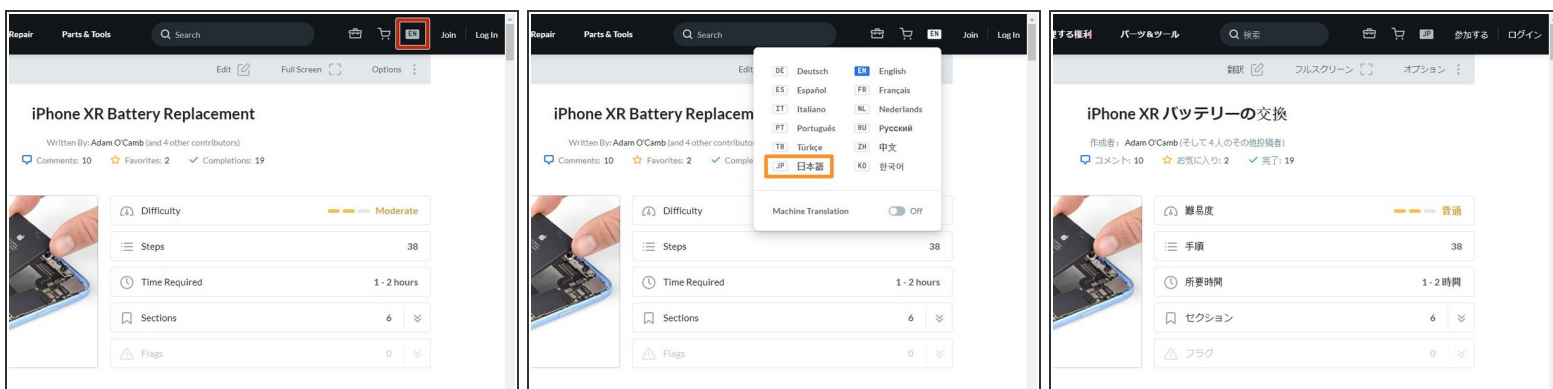 Repair Parts & Tools Search EN Join Log In
Edit Full Screen Options
iPhone XR Battery Replacement
Written By: Adam O'Camb (and 4 other contributors)
Comments: 10 Favorites: 2 Completions: 19
Difficulty Moderate
Steps 38
Time Required 1 - 2 hours
Sections 6
Flags 0
Repair Parts & Tools Search EN Join Log In
Edit
DE Deutsch EN English
ES Español FR Français
IT Italiano NL Nederlands
PT Português RU Русский
TR Türkçe ZH 中文
JP 日本語 KO 한국어
Machine Translation Off
iPhone XR Battery Replacem
Written By: Adam O'Camb (and 4 other contributo
Comments: 10 Favorites: 2 Comple
Difficulty
Steps 38
Time Required 1 - 2 hours
Sections 6
Flags 0
する権利 パーツ&ツール 検索 JP 参加する ログイン
翻訳 フルスクリーン オプション
iPhone XR バッテリーの交換
作成者: Adam O'Camb (そして4人のその他投稿者)
コメント: 10 お気に入り: 2 完了: 19
難易度 普通
手順 38
所要時間 1 - 2 時間
セクション 6
フラグ 0